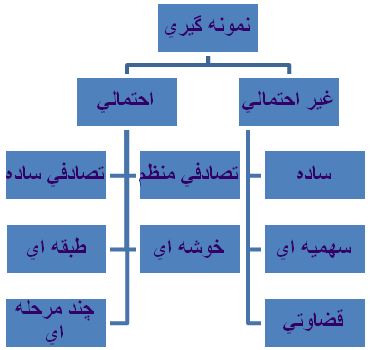 نمونه گيري
غير احتمالي
احتمالي
ساده
تصادفي منظم
تصادفي ساده
سهميه اي
خوشه اي
طبقه اي
قضاوتي
چند مرحله
اي